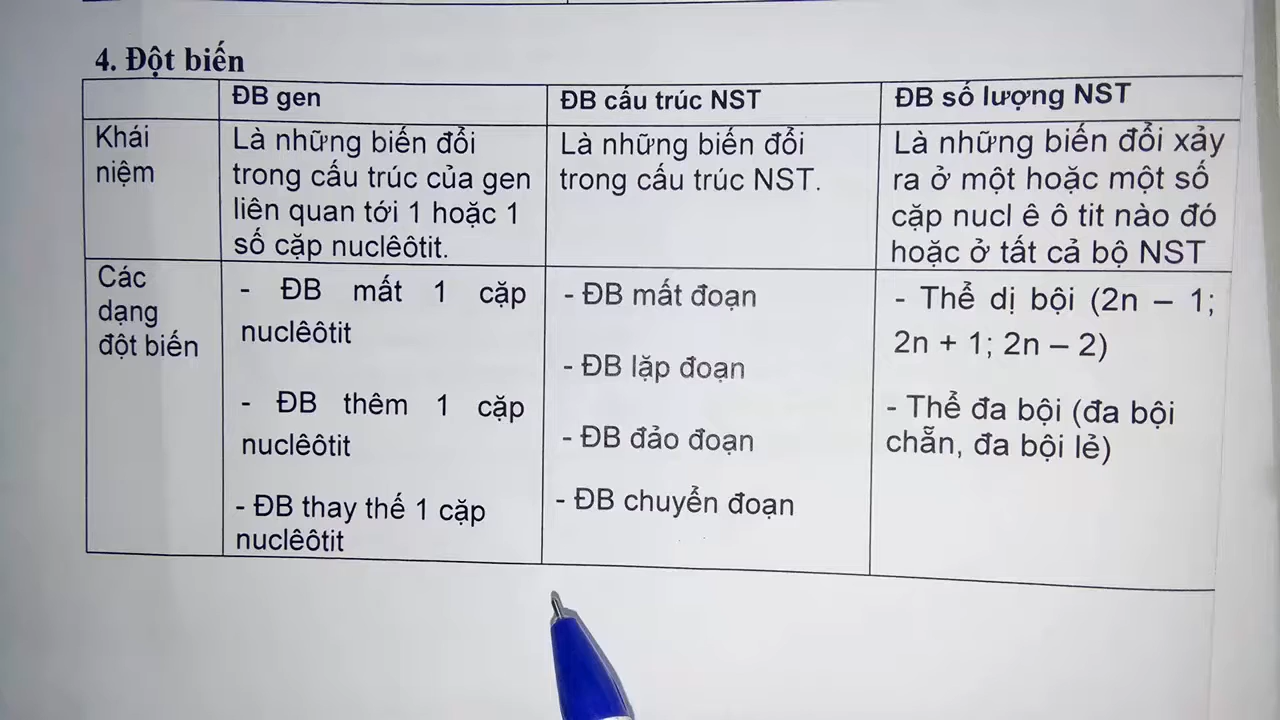 4. Đột biến
ĐB gen
ĐB cấu trúc NST
ĐB số lượng NST
Khái
niệm
Là những biến đổi
trong cấu trúc của gen
liên quan tới 1 hoặc 1
số cặp nuclêôtit.
Là những biến đổi
trong cấu trúc NST.
Là những biến đổi xảy
ra ở một hoặc một số
cặp nucl ê ô tit nào đó
hoặc ở tất cả bộ NST
Các
dạng
đột biến
- ĐB mất 1 cặp
nuclêôtit
- ĐB thêm 1 cặp
nuclêôtit
- ĐB thay thế 1 cặp
nuclêôtit
- ĐB mất đoạn
- ĐB lặp đoạn
- ĐB đảo đoạn
- ĐB chuyển đoạn
- Thể dị bội (2n – 1;
2n + 1; 2n – 2)
- Thể đa bội (đa bội
chẵn, đa bội lẻ)